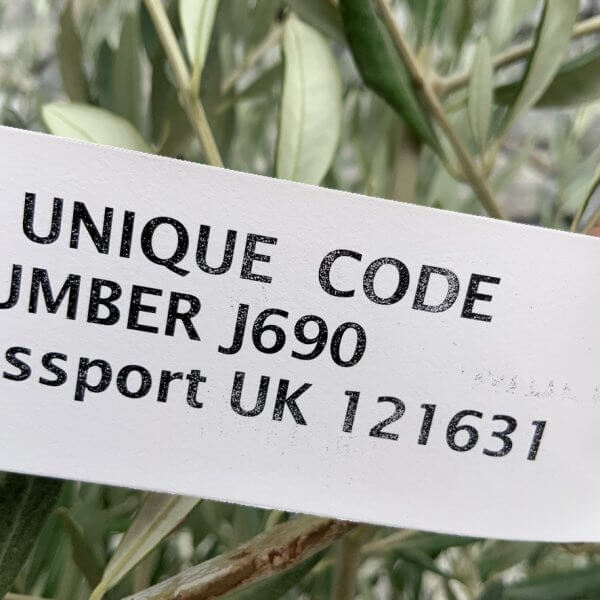 UNIQUE CODE
UMBER J690
ssport UK 121631